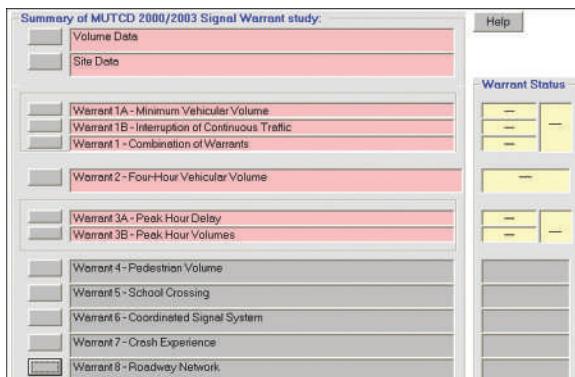 Summary of MUTCD 2000/2003 Signal Warrant study:
Help
Volume Data
Site Data
Warrant Status
Warrant 1A - Minimum Vehicular Volume
Warrant 1B - Interruption of Continuous Traffic
Warrant 1 - Combination of Warrants
Warrant 2 - Four-Hour Vehicular Volume
Warrant 3A - Peak Hour Delay
Warrant 3B - Peak Hour Volumes
Warrant 4 - Pedestrian Volume
Warrant 5 - School Crossing
Warrant 6 - Coordinated Signal System
Warrant 7 - Crash Experience
Warrant 8 - Roadway Network